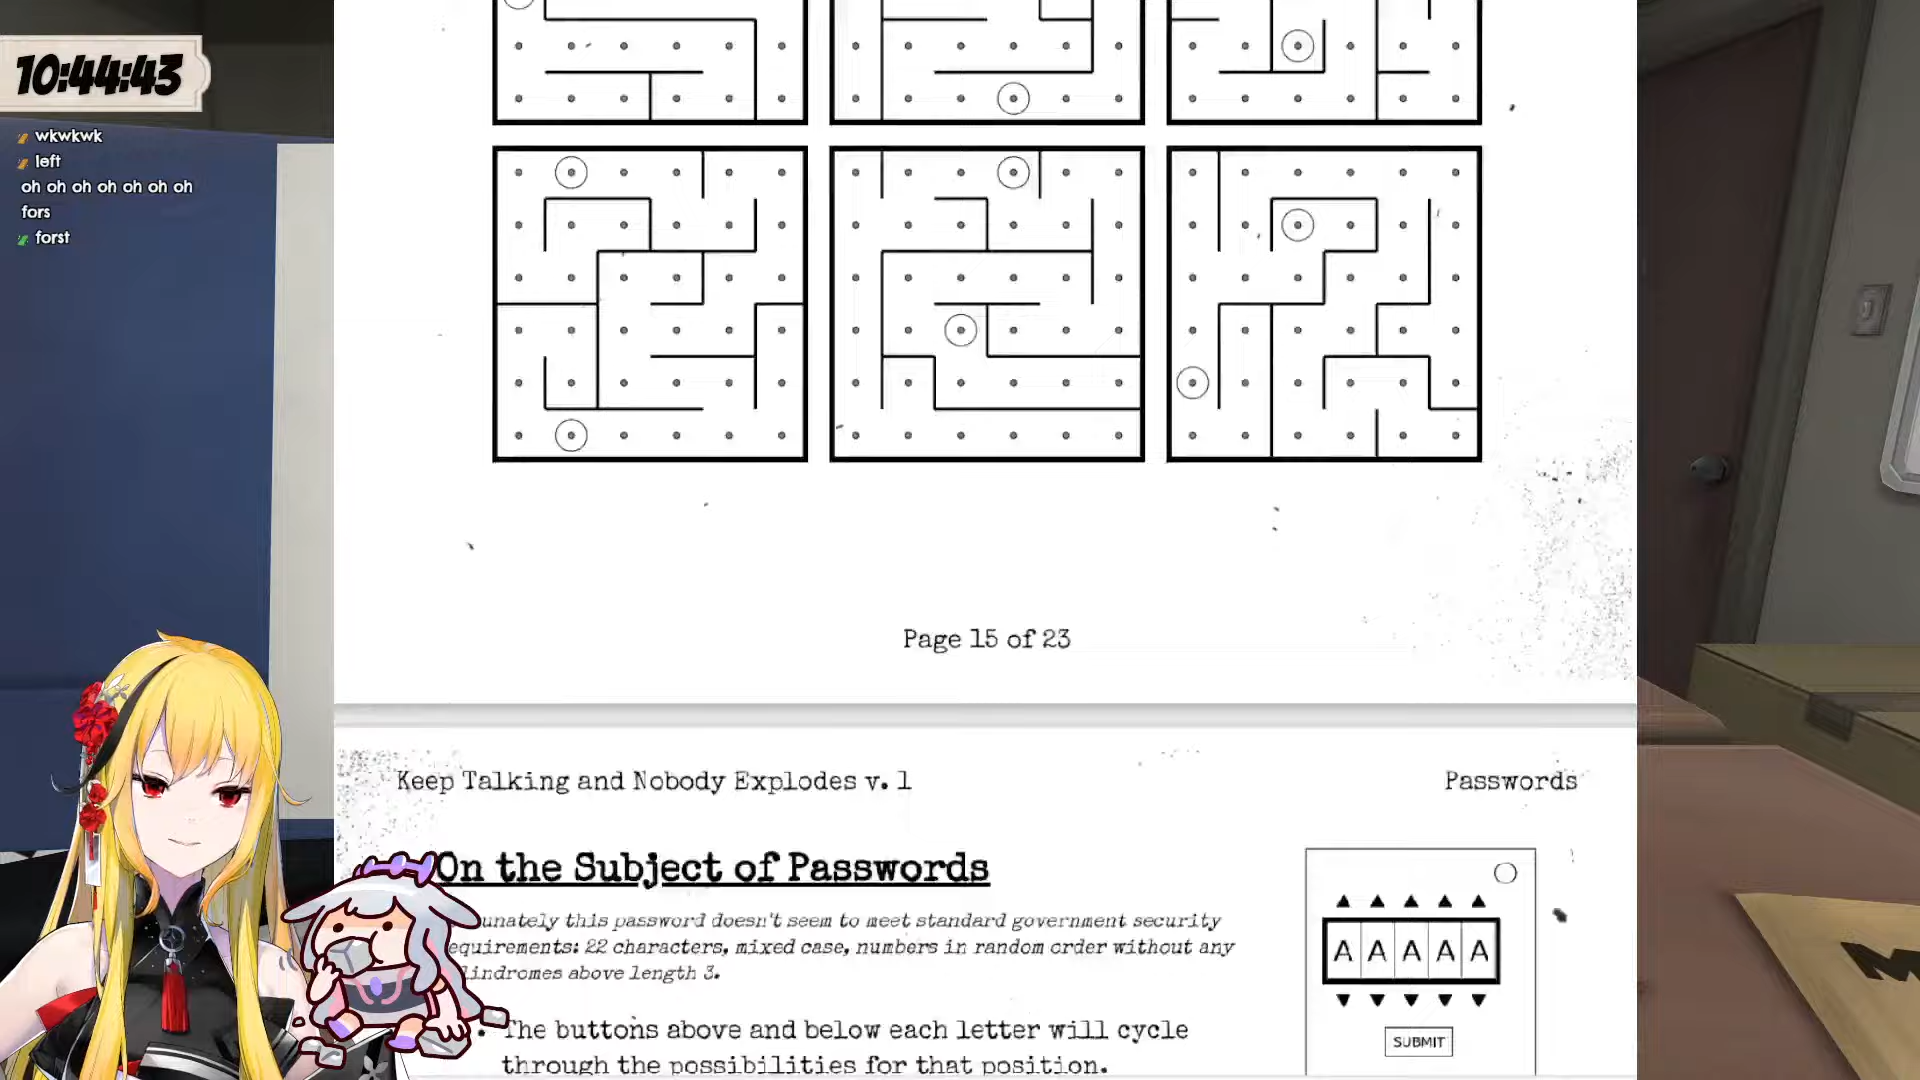 10:44:43
wkwkwk
left
oh oh oh oh oh oh oh
fors
forst
Page 15 of 23
Keep Talking and Nobody Explodes v. 1
Passwords
On the Subject of Passwords
this password doesn't seem to meet standard government security
22 characters, mixed case, numbers in random order without any
above length 3.
The buttons above and below each letter will cycle
through the possibilities for that position.
A A A A A
SUBMIT